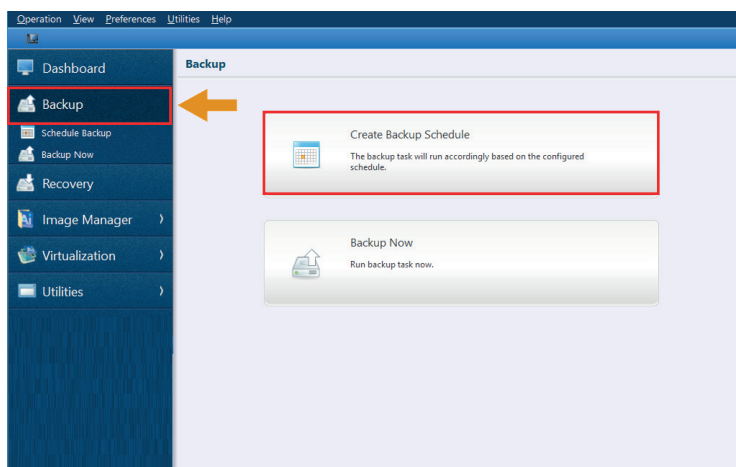 Operation View Preferences Utilities Help
Dashboard
Backup
Schedule Backup
Backup Now
Recovery
Image Manager
Virtualization
Utilities
Backup
Create Backup Schedule
The backup task will run accordingly based on the configured
schedule.
Backup Now
Run backup task now.